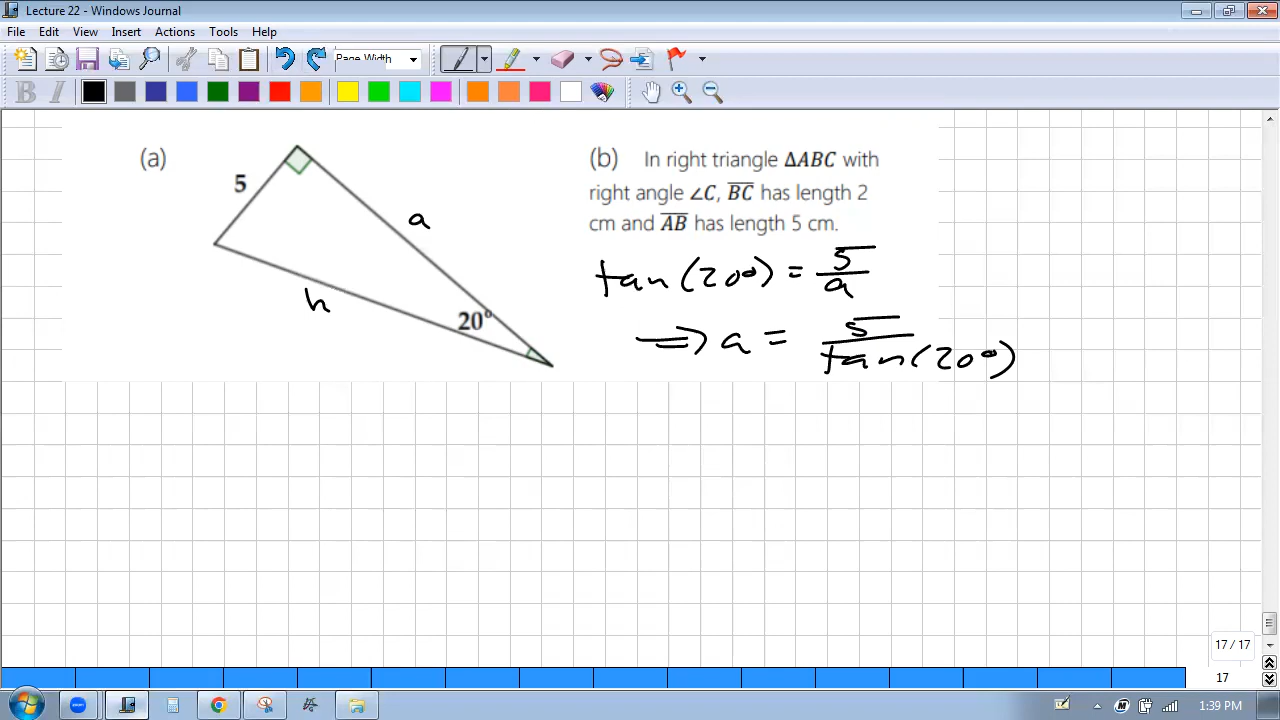 Lecture 22 - Windows Journal
File Edit View Insert Actions Tools Help
Page Width
B I
(a)
5
a
h
20°
(b) In right triangle ΔABC with
right angle ∠C, B̅C̅ has length 2
cm and A̅B̅ has length 5 cm.
tan(20°) = 5/a
⟹ a = 5/tan(20°)
17 / 17
17
1:39 PM